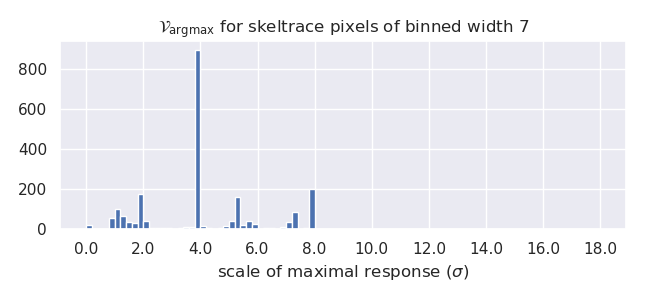 𝒱argmax for skeltrace pixels of binned width 7
800
600
400
200
0
0.0 2.0 4.0 6.0 8.0 10.0 12.0 14.0 16.0 18.0
scale of maximal response (σ)